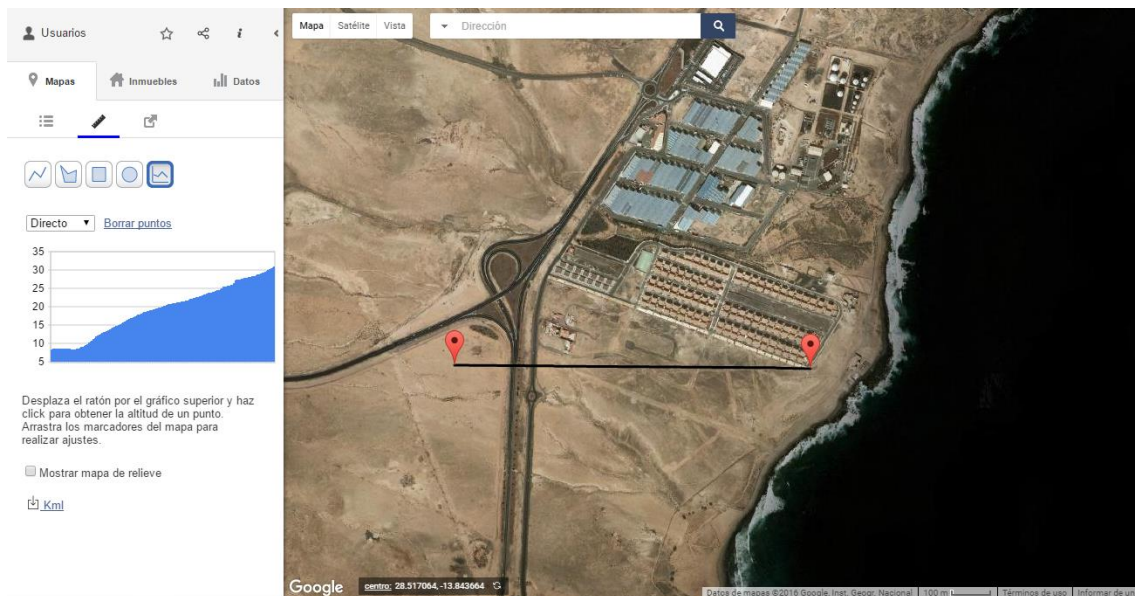 Usuarios
i
Mapas
Inmuebles
Datos
Directo
Borrar puntos
35
30
25
20
15
10
5
Desplaza el ratón por el gráfico superior y haz
click para obtener la altitud de un punto.
Arrastra los marcadores del mapa para
realizar ajustes.
Mostrar mapa de relieve
Kml
Mapa Satélite Vista
Dirección
Google
centro: 28.517064, -13.843664
Datos de mapas ©2016 Google, Inst. Geogr. Nacional 100 m Términos de uso Informar de un